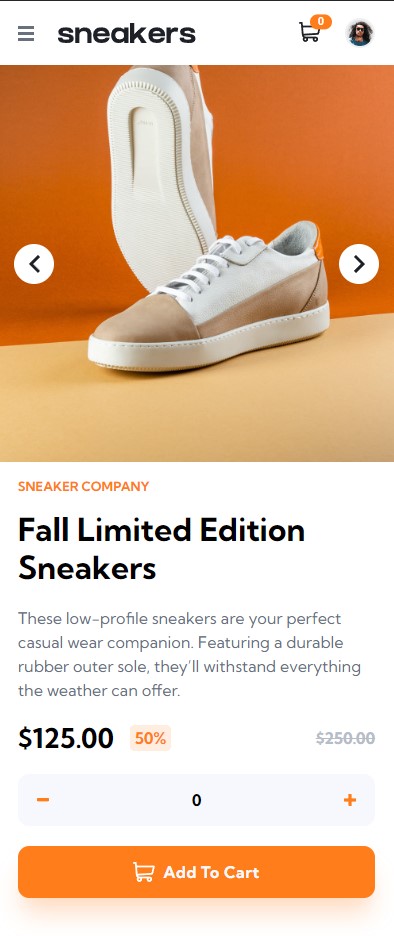 sneakers
0
SNEAKER COMPANY
Fall Limited Edition
Sneakers
These low-profile sneakers are your perfect
casual wear companion. Featuring a durable
rubber outer sole, they’ll withstand everything
the weather can offer.
$125.00 50% $250.00
0
Add To Cart